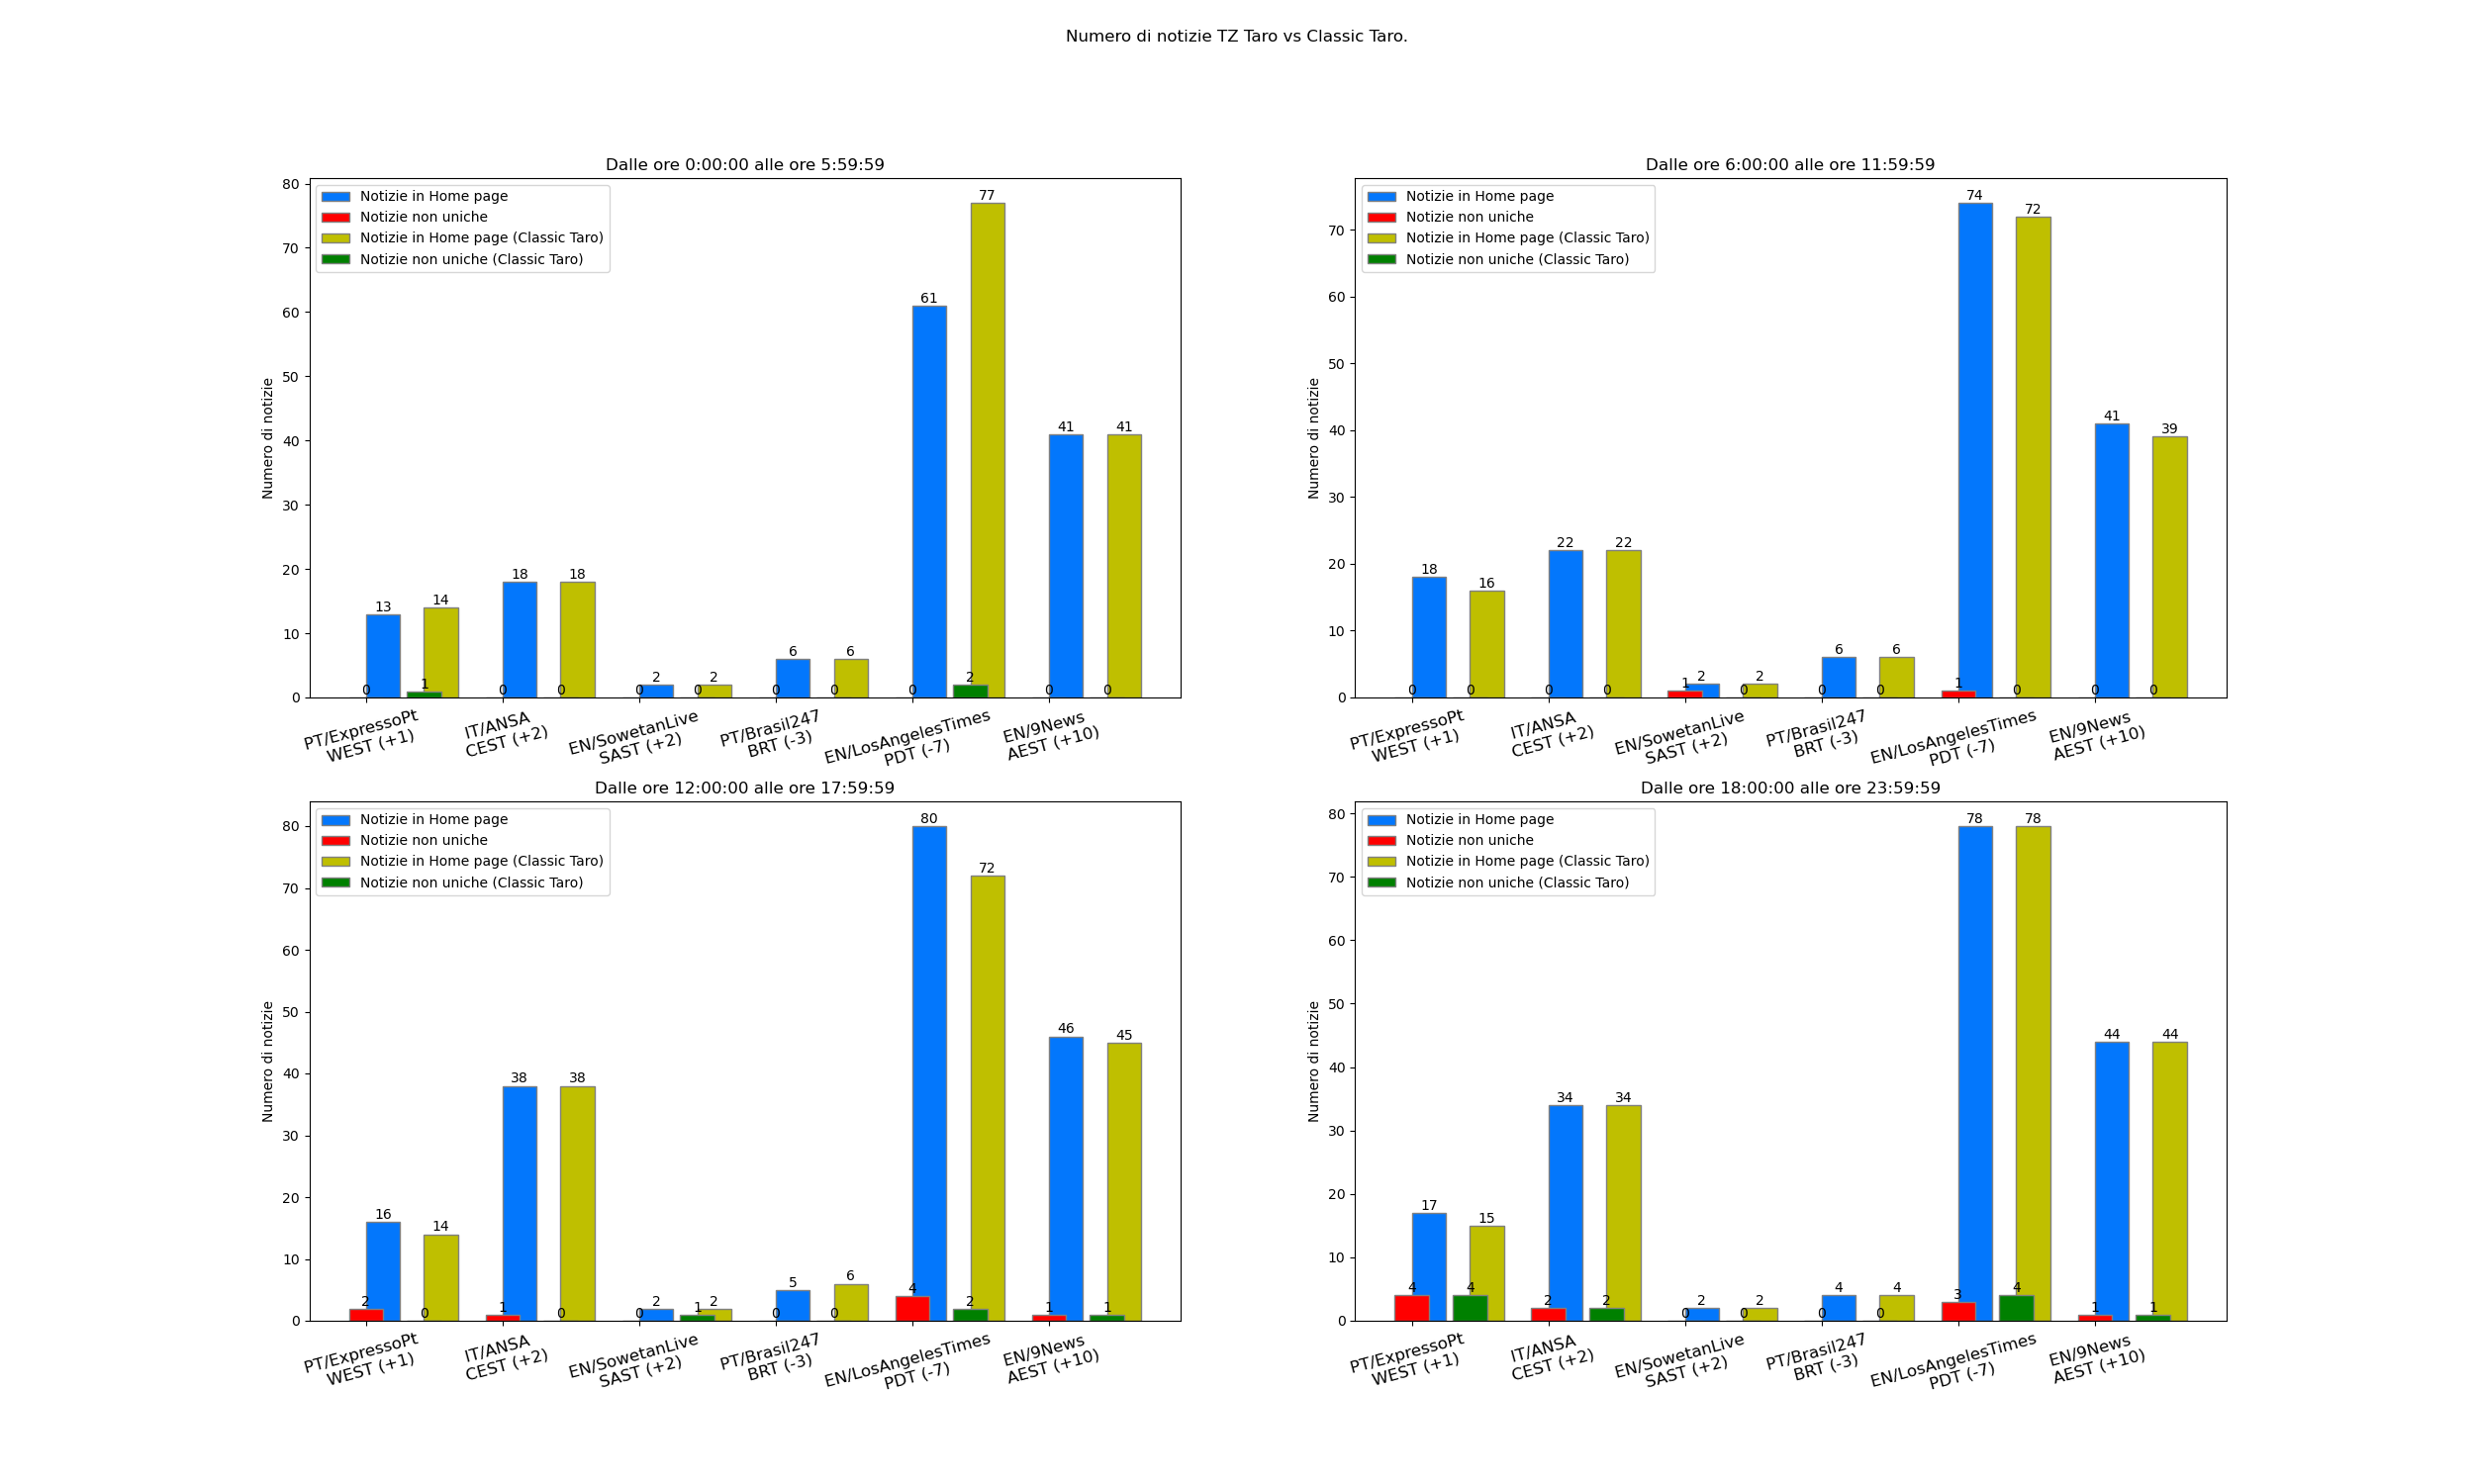 Numero di notizie TZ Taro vs Classic Taro.
Dalle ore 0:00:00 alle ore 5:59:59
Numero di notizie
80
70
60
50
40
30
20
10
0
Notizie in Home page
Notizie non uniche
Notizie in Home page (Classic Taro)
Notizie non uniche (Classic Taro)
0 13 1 14
0 18 0 18
0 2 0 2
0 6 0 6
0 61 2 77
0 41 0 41
PT/ExpressoPt
WEST (+1)
IT/ANSA
CEST (+2)
EN/SowetanLive
SAST (+2)
PT/Brasil247
BRT (-3)
EN/LosAngelesTimes
PDT (-7)
EN/9News
AEST (+10)
Dalle ore 6:00:00 alle ore 11:59:59
Numero di notizie
70
60
50
40
30
20
10
0
Notizie in Home page
Notizie non uniche
Notizie in Home page (Classic Taro)
Notizie non uniche (Classic Taro)
0 18 0 16
0 22 0 22
1 2 0 2
0 6 0 6
1 74 0 72
0 41 0 39
PT/ExpressoPt
WEST (+1)
IT/ANSA
CEST (+2)
EN/SowetanLive
SAST (+2)
PT/Brasil247
BRT (-3)
EN/LosAngelesTimes
PDT (-7)
EN/9News
AEST (+10)
Dalle ore 12:00:00 alle ore 17:59:59
Numero di notizie
80
70
60
50
40
30
20
10
0
Notizie in Home page
Notizie non uniche
Notizie in Home page (Classic Taro)
Notizie non uniche (Classic Taro)
2 16 0 14
1 38 0 38
0 2 1 2
0 5 0 6
4 80 2 72
1 46 1 45
PT/ExpressoPt
WEST (+1)
IT/ANSA
CEST (+2)
EN/SowetanLive
SAST (+2)
PT/Brasil247
BRT (-3)
EN/LosAngelesTimes
PDT (-7)
EN/9News
AEST (+10)
Dalle ore 18:00:00 alle ore 23:59:59
Numero di notizie
80
70
60
50
40
30
20
10
0
Notizie in Home page
Notizie non uniche
Notizie in Home page (Classic Taro)
Notizie non uniche (Classic Taro)
4 17 4 15
2 34 2 34
0 2 0 2
0 4 0 4
3 78 4 78
1 44 1 44
PT/ExpressoPt
WEST (+1)
IT/ANSA
CEST (+2)
EN/SowetanLive
SAST (+2)
PT/Brasil247
BRT (-3)
EN/LosAngelesTimes
PDT (-7)
EN/9News
AEST (+10)